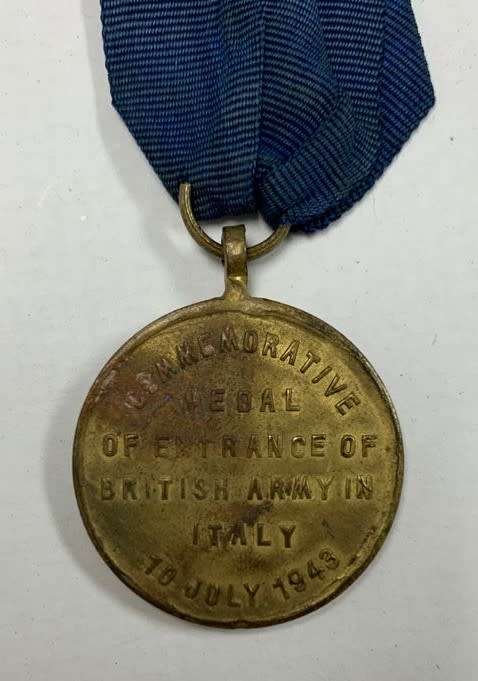 COMMEMORATIVE
MEDAL
OF ENTRANCE OF
BRITISH ARMY IN
ITALY
10 JULY 1943